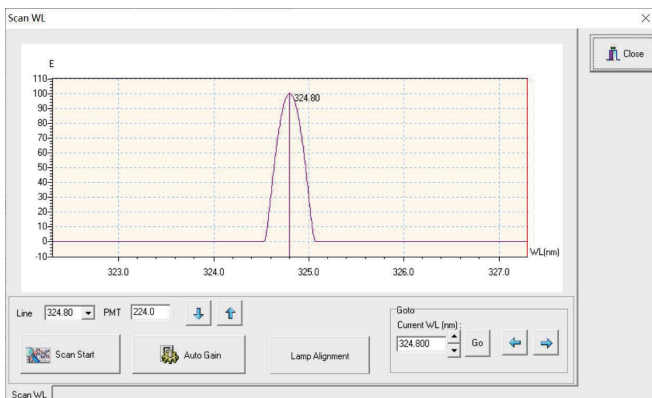 Scan WL
Close
E
110
100
90
80
70
60
50
40
30
20
10
0
-10
324.80
WL(nm)
323.0 324.0 325.0 326.0 327.0
Line 324.80 PMT 224.0
Goto
Current WL (nm) :
324.800 Go
Scan Start Auto Gain Lamp Alignment
Scan WL